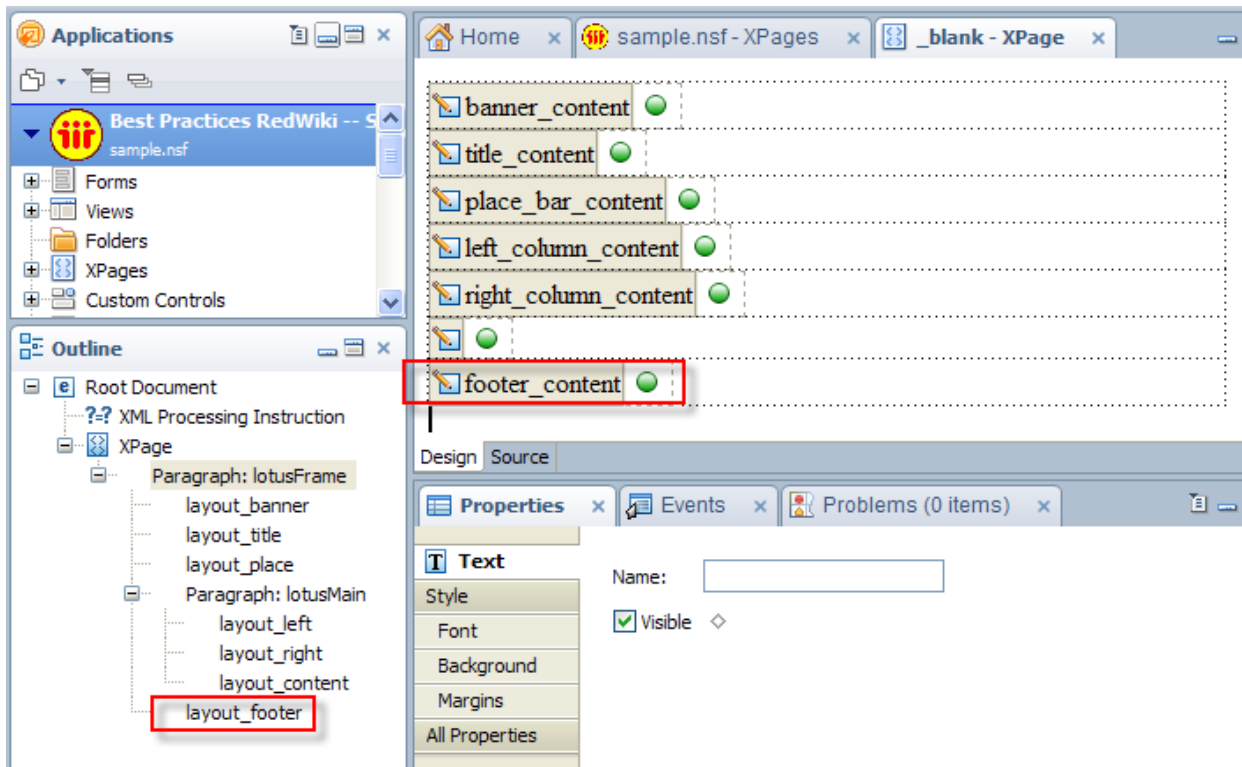 Applications
Best Practices RedWiki -- S
sample.nsf
Forms
Views
Folders
XPages
Custom Controls
Outline
Root Document
?=? XML Processing Instruction
XPage
Paragraph: lotusFrame
layout_banner
layout_title
layout_place
Paragraph: lotusMain
layout_left
layout_right
layout_content
layout_footer
Home
sample.nsf - XPages
_blank - XPage
banner_content
title_content
place_bar_content
left_column_content
right_column_content
footer_content
Design Source
Properties
Events
Problems (0 items)
T Text
Style
Font
Background
Margins
All Properties
Name:
Visible